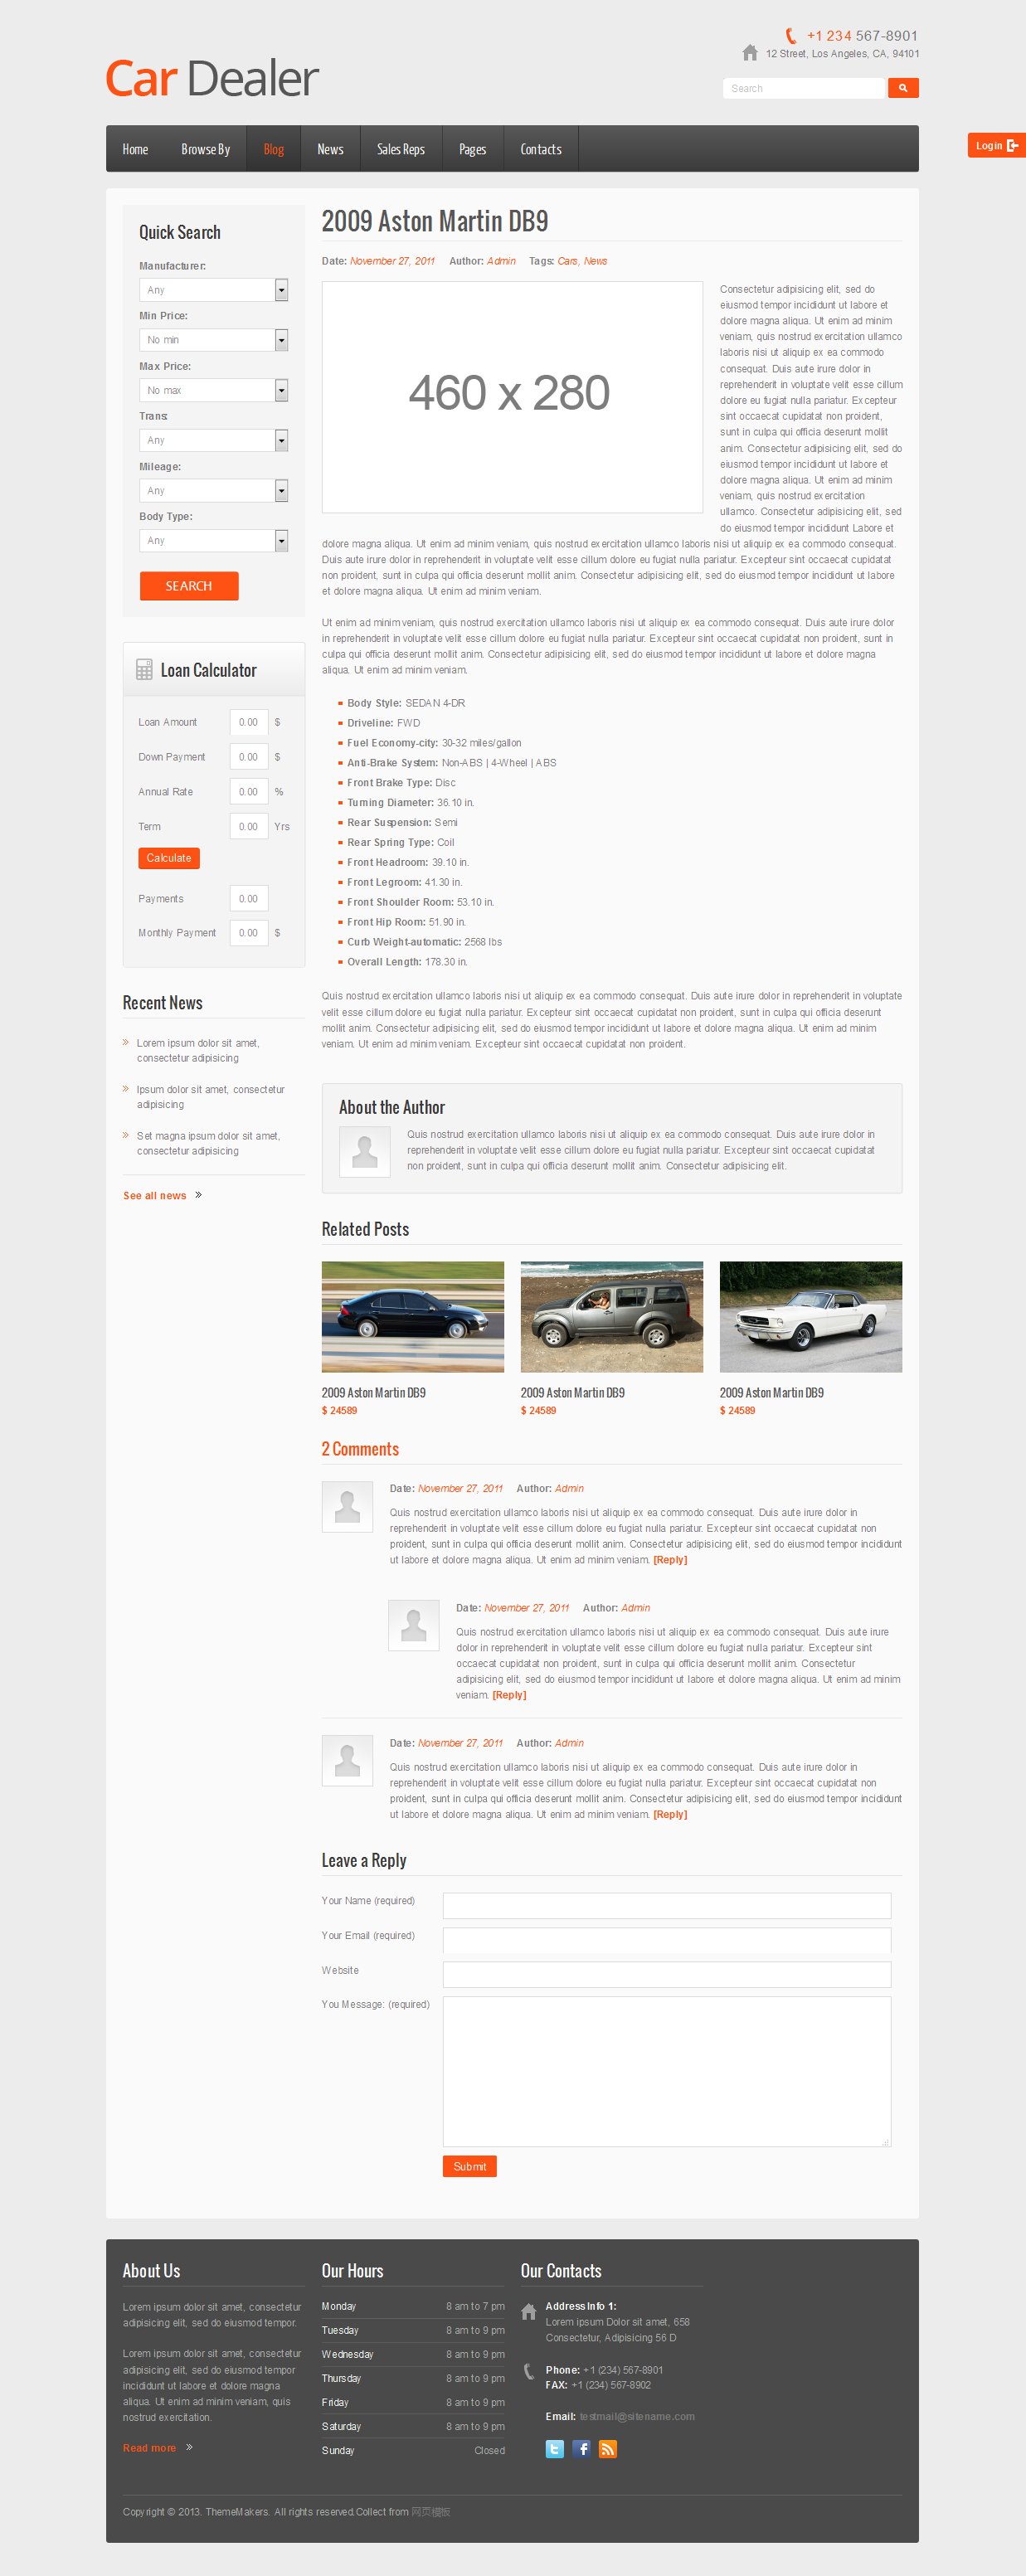 +1 234 567-8901
12 Street, Los Angeles, CA, 94101
Car Dealer
Search
Home Browse By Blog News Sales Reps Pages Contacts
Login
Quick Search
Manufacturer:
Any
Min Price:
No min
Max Price:
No max
Trans:
Any
Mileage:
Any
Body Type:
Any
SEARCH
Loan Calculator
Loan Amount 0.00 $
Down Payment 0.00 $
Annual Rate 0.00 %
Term 0.00 Yrs
Calculate
Payments 0.00
Monthly Payment 0.00 $
Recent News
Lorem ipsum dolor sit amet,
consectetur adipisicing
Ipsum dolor sit amet, consectetur
adipisicing
Set magna ipsum dolor sit amet,
consectetur adipisicing
See all news
2009 Aston Martin DB9
Date: November 27, 2011 Author: Admin Tags: Cars, News
460 x 280
Consectetur adipisicing elit, sed do
eiusmod tempor incididunt ut labore et
dolore magna aliqua. Ut enim ad minim
veniam, quis nostrud exercitation ullamco
laboris nisi ut aliquip ex ea commodo
consequat. Duis aute irure dolor in
reprehenderit in voluptate velit esse cillum
dolore eu fugiat nulla pariatur. Excepteur
sint occaecat cupidatat non proident,
sunt in culpa qui officia deserunt mollit
anim. Consectetur adipisicing elit, sed do
eiusmod tempor incididunt ut labore et
dolore magna aliqua. Ut enim ad minim
veniam, quis nostrud exercitation
ullamco. Consectetur adipisicing elit, sed
do eiusmod tempor incididunt Labore et
dolore magna aliqua. Ut enim ad minim veniam, quis nostrud exercitation ullamco laboris nisi ut aliquip ex ea commodo consequat.
Duis aute irure dolor in reprehenderit in voluptate velit esse cillum dolore eu fugiat nulla pariatur. Excepteur sint occaecat cupidatat
non proident, sunt in culpa qui officia deserunt mollit anim. Consectetur adipisicing elit, sed do eiusmod tempor incididunt ut labore
et dolore magna aliqua. Ut enim ad minim veniam.
Ut enim ad minim veniam, quis nostrud exercitation ullamco laboris nisi ut aliquip ex ea commodo consequat. Duis aute irure dolor
in reprehenderit in voluptate velit esse cillum dolore eu fugiat nulla pariatur. Excepteur sint occaecat cupidatat non proident, sunt in
culpa qui officia deserunt mollit anim. Consectetur adipisicing elit, sed do eiusmod tempor incididunt ut labore et dolore magna
aliqua. Ut enim ad minim veniam.
Body Style: SEDAN 4-DR
Driveline: FWD
Fuel Economy-city: 30-32 miles/gallon
Anti-Brake System: Non-ABS | 4-Wheel | ABS
Front Brake Type: Disc
Turning Diameter: 36.10 in.
Rear Suspension: Semi
Rear Spring Type: Coil
Front Headroom: 39.10 in.
Front Legroom: 41.30 in.
Front Shoulder Room: 53.10 in.
Front Hip Room: 51.90 in.
Curb Weight-automatic: 2568 lbs
Overall Length: 178.30 in.
Quis nostrud exercitation ullamco laboris nisi ut aliquip ex ea commodo consequat. Duis aute irure dolor in reprehenderit in voluptate
velit esse cillum dolore eu fugiat nulla pariatur. Excepteur sint occaecat cupidatat non proident, sunt in culpa qui officia deserunt
mollit anim. Consectetur adipisicing elit, sed do eiusmod tempor incididunt ut labore et dolore magna aliqua. Ut enim ad minim
veniam. Ut enim ad minim veniam. Excepteur sint occaecat cupidatat non proident.
About the Author
Quis nostrud exercitation ullamco laboris nisi ut aliquip ex ea commodo consequat. Duis aute irure dolor in
reprehenderit in voluptate velit esse cillum dolore eu fugiat nulla pariatur. Excepteur sint occaecat cupidatat
non proident, sunt in culpa qui officia deserunt mollit anim. Consectetur adipisicing elit.
Related Posts
2009 Aston Martin DB9 2009 Aston Martin DB9 2009 Aston Martin DB9
$ 24589 $ 24589 $ 24589
2 Comments
Date: November 27, 2011 Author: Admin
Quis nostrud exercitation ullamco laboris nisi ut aliquip ex ea commodo consequat. Duis aute irure dolor in
reprehenderit in voluptate velit esse cillum dolore eu fugiat nulla pariatur. Excepteur sint occaecat cupidatat non
proident, sunt in culpa qui officia deserunt mollit anim. Consectetur adipisicing elit, sed do eiusmod tempor incididunt
ut labore et dolore magna aliqua. Ut enim ad minim veniam. [Reply]
Date: November 27, 2011 Author: Admin
Quis nostrud exercitation ullamco laboris nisi ut aliquip ex ea commodo consequat. Duis aute irure
dolor in reprehenderit in voluptate velit esse cillum dolore eu fugiat nulla pariatur. Excepteur sint
occaecat cupidatat non proident, sunt in culpa qui officia deserunt mollit anim. Consectetur
adipisicing elit, sed do eiusmod tempor incididunt ut labore et dolore magna aliqua. Ut enim ad minim
veniam. [Reply]
Date: November 27, 2011 Author: Admin
Quis nostrud exercitation ullamco laboris nisi ut aliquip ex ea commodo consequat. Duis aute irure dolor in
reprehenderit in voluptate velit esse cillum dolore eu fugiat nulla pariatur. Excepteur sint occaecat cupidatat non
proident, sunt in culpa qui officia deserunt mollit anim. Consectetur adipisicing elit, sed do eiusmod tempor incididunt
ut labore et dolore magna aliqua. Ut enim ad minim veniam. [Reply]
Leave a Reply
Your Name (required)
Your Email (required)
Website
You Message: (required)
Submit
About Us
Lorem ipsum dolor sit amet, consectetur
adipisicing elit, sed do eiusmod tempor.
Lorem ipsum dolor sit amet, consectetur
adipisicing elit, sed do eiusmod tempor
incididunt ut labore et dolore magna
aliqua. Ut enim ad minim veniam, quis
nostrud exercitation.
Read more
Our Hours
Monday 8 am to 7 pm
Tuesday 8 am to 9 pm
Wednesday 8 am to 9 pm
Thursday 8 am to 9 pm
Friday 8 am to 9 pm
Saturday 8 am to 9 pm
Sunday Closed
Our Contacts
Address Info 1:
Lorem ipsum Dolor sit amet, 658
Consectetur, Adipisicing 56 D
Phone: +1 (234) 567-8901
FAX: +1 (234) 567-8902
Email: testmail@sitename.com
Copyright © 2013. ThemeMakers. All rights reserved.Collect from 网页模板